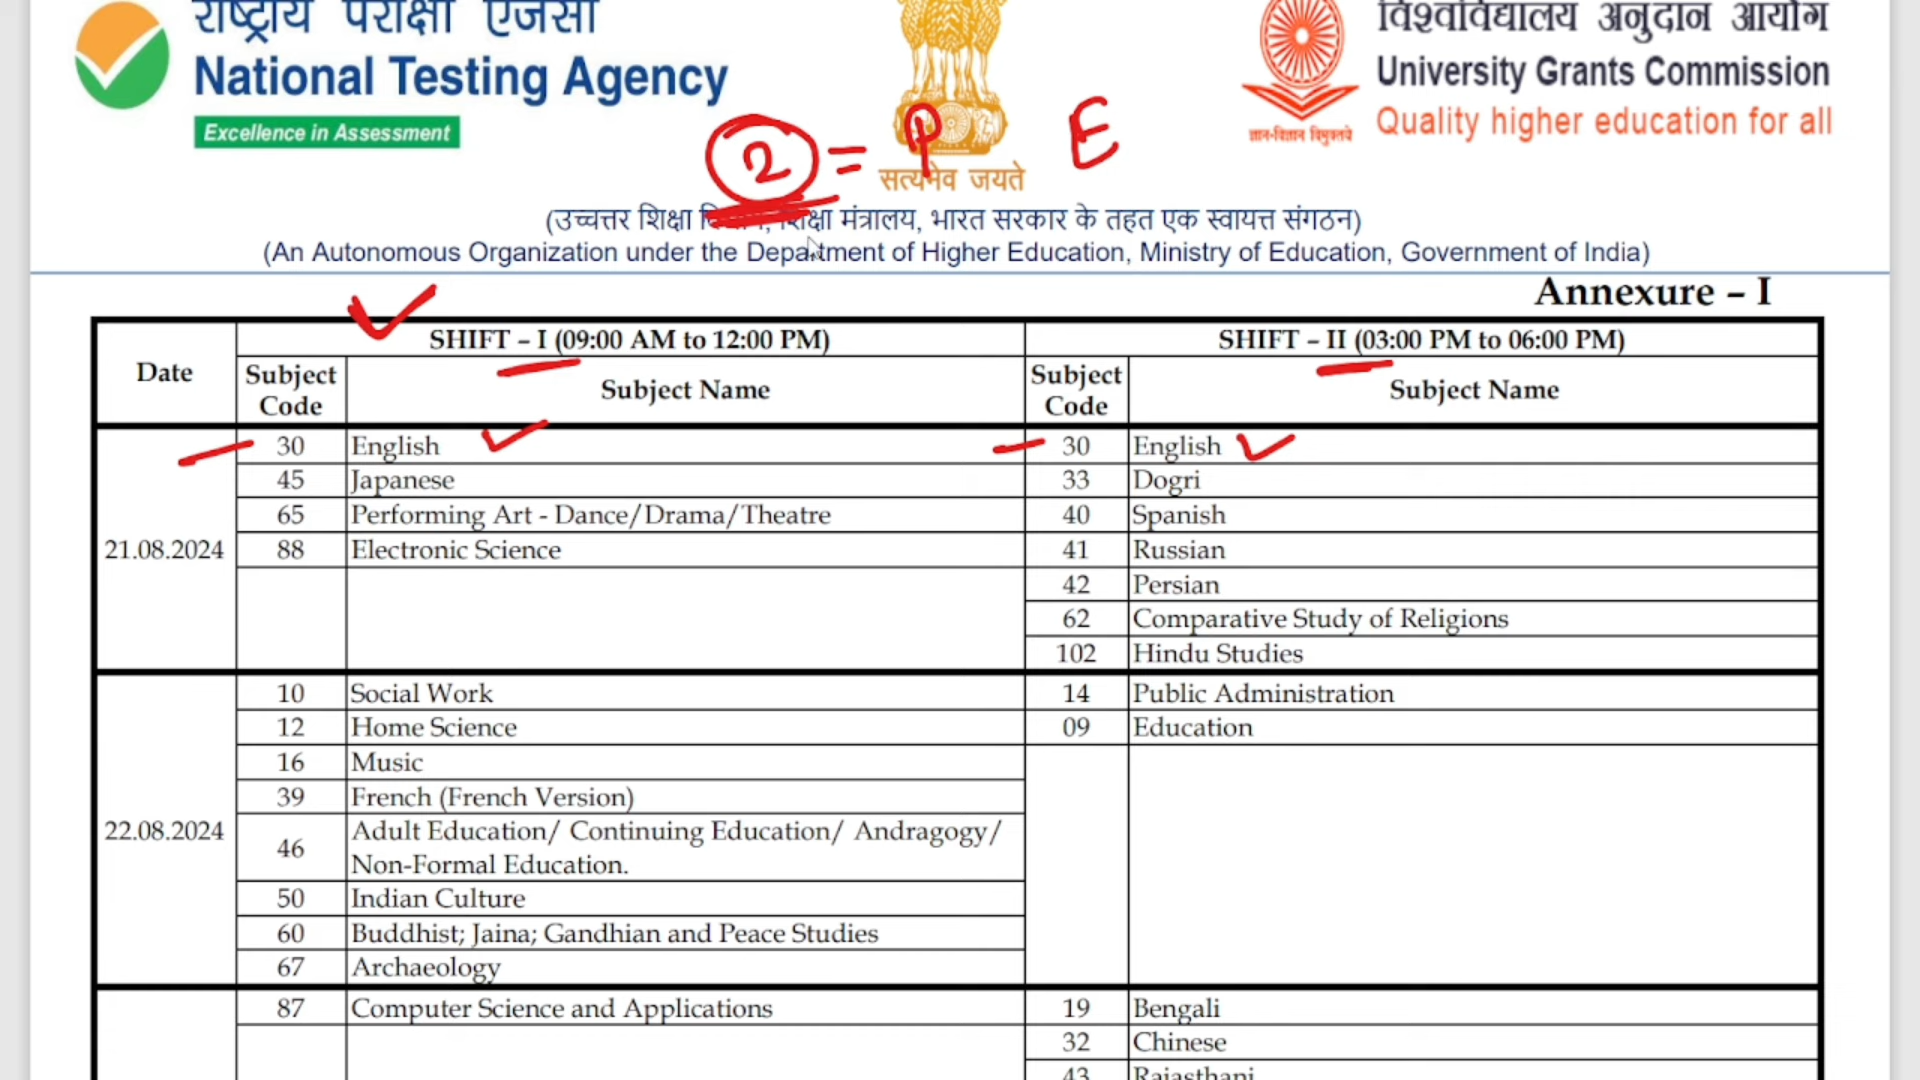 राष्ट्रीय परीक्षा एजेंसी
National Testing Agency
Excellence in Assessment
सत्यमेव जयते
विश्वविद्यालय अनुदान आयोग
University Grants Commission
Quality higher education for all
ज्ञान-विज्ञान विमुक्तये
2 = P E
(उच्चत्तर शिक्षा विभाग, शिक्षा मंत्रालय, भारत सरकार के तहत एक स्वायत्त संगठन)
(An Autonomous Organization under the Department of Higher Education, Ministry of Education, Government of India)
Annexure – I
Date SHIFT – I (09:00 AM to 12:00 PM) SHIFT – II (03:00 PM to 06:00 PM)
Subject Code Subject Name Subject Code Subject Name
21.08.2024
30 English 30 English
45 Japanese 33 Dogri
65 Performing Art - Dance/Drama/Theatre 40 Spanish
88 Electronic Science 41 Russian
42 Persian
62 Comparative Study of Religions
102 Hindu Studies
22.08.2024
10 Social Work 14 Public Administration
12 Home Science 09 Education
16 Music
39 French (French Version)
46 Adult Education/ Continuing Education/ Andragogy/
Non-Formal Education.
50 Indian Culture
60 Buddhist; Jaina; Gandhian and Peace Studies
67 Archaeology
87 Computer Science and Applications 19 Bengali
32 Chinese
43 Rajasthani